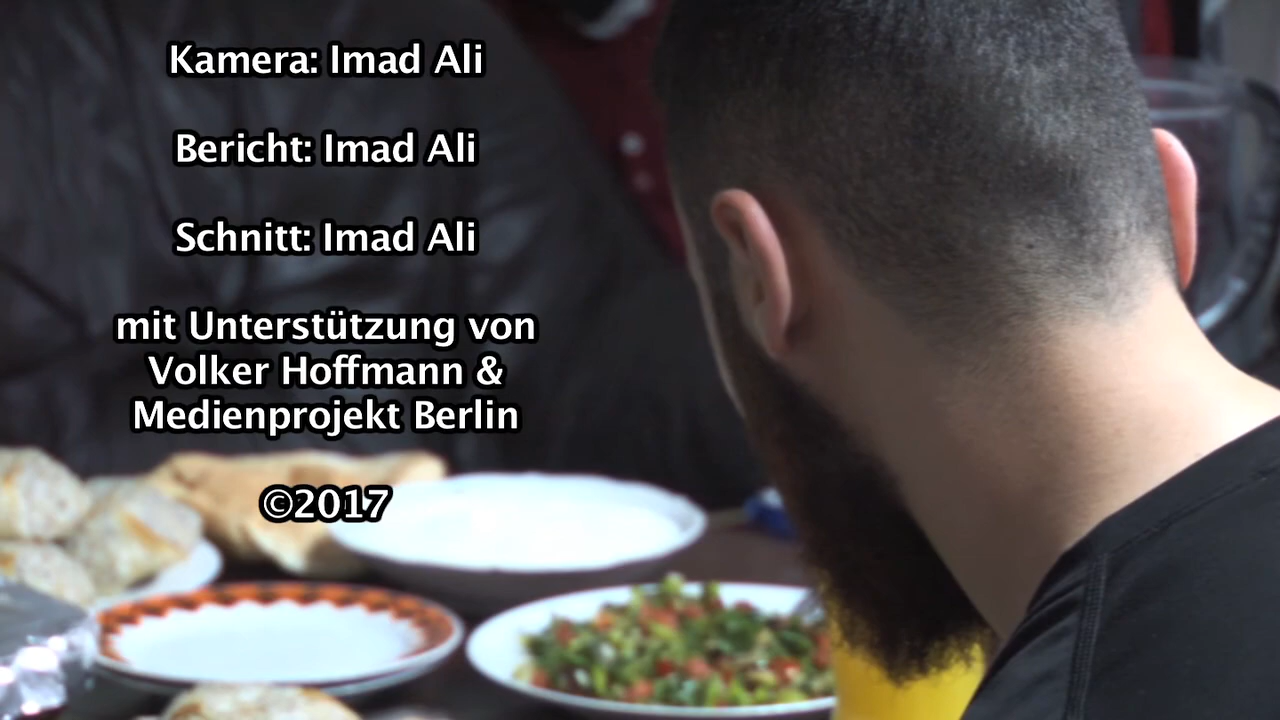 Kamera: Imad Ali
Bericht: Imad Ali
Schnitt: Imad Ali
mit Unterstützung von
Volker Hoffmann &
Medienprojekt Berlin
©2017